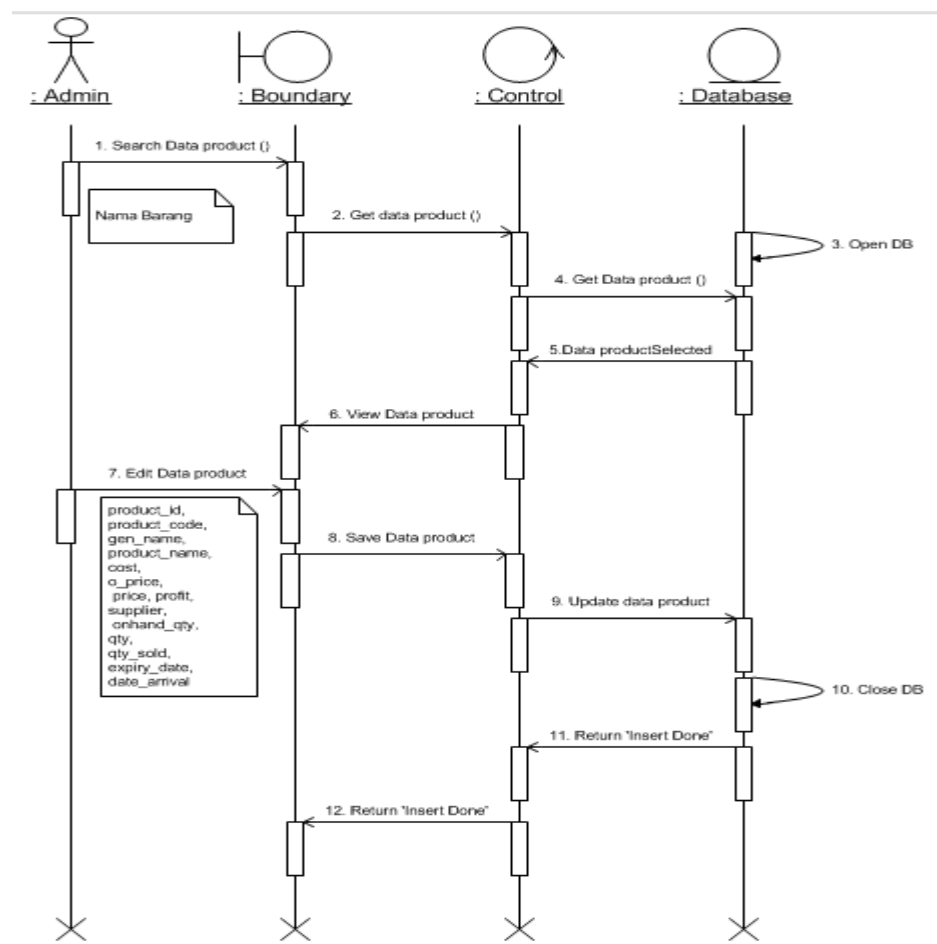 : Admin
: Boundary
: Control
: Database
1. Search Data product ()
Nama Barang
2. Get data product ()
3. Open DB
4. Get Data product ()
5.Data productSelected
6. View Data product
7. Edit Data product
product_id,
product_code,
gen_name,
product_name,
cost,
o_price,
price, profit,
supplier,
onhand_qty,
qty,
qty_sold,
expiry_date,
date_arrival
8. Save Data product
9. Update data product
10. Close DB
11. Return 'Insert Done'
12. Return 'Insert Done'